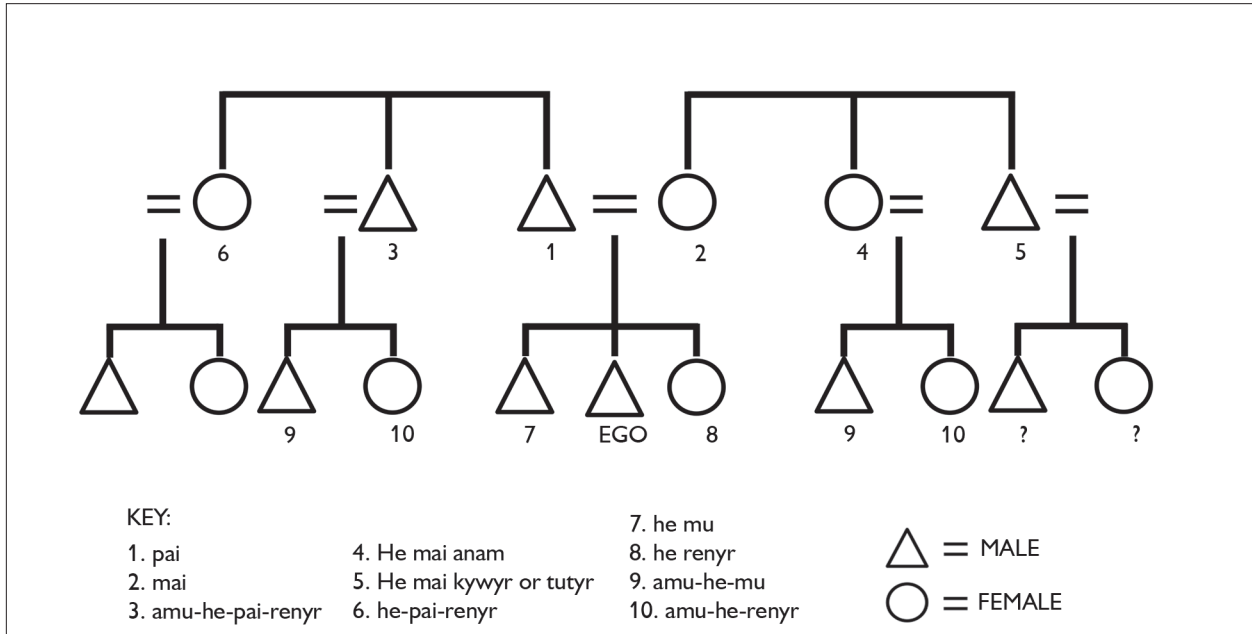 6 3 1 2 4 5
9 10 7 EGO 8 9 10 ? ?
KEY:
1. pai
2. mai
3. amu-he-pai-renyr
4. He mai anam
5. He mai kywyr or tutyr
6. he-pai-renyr
7. he mu
8. he renyr
9. amu-he-mu
10. amu-he-renyr
= MALE
= FEMALE